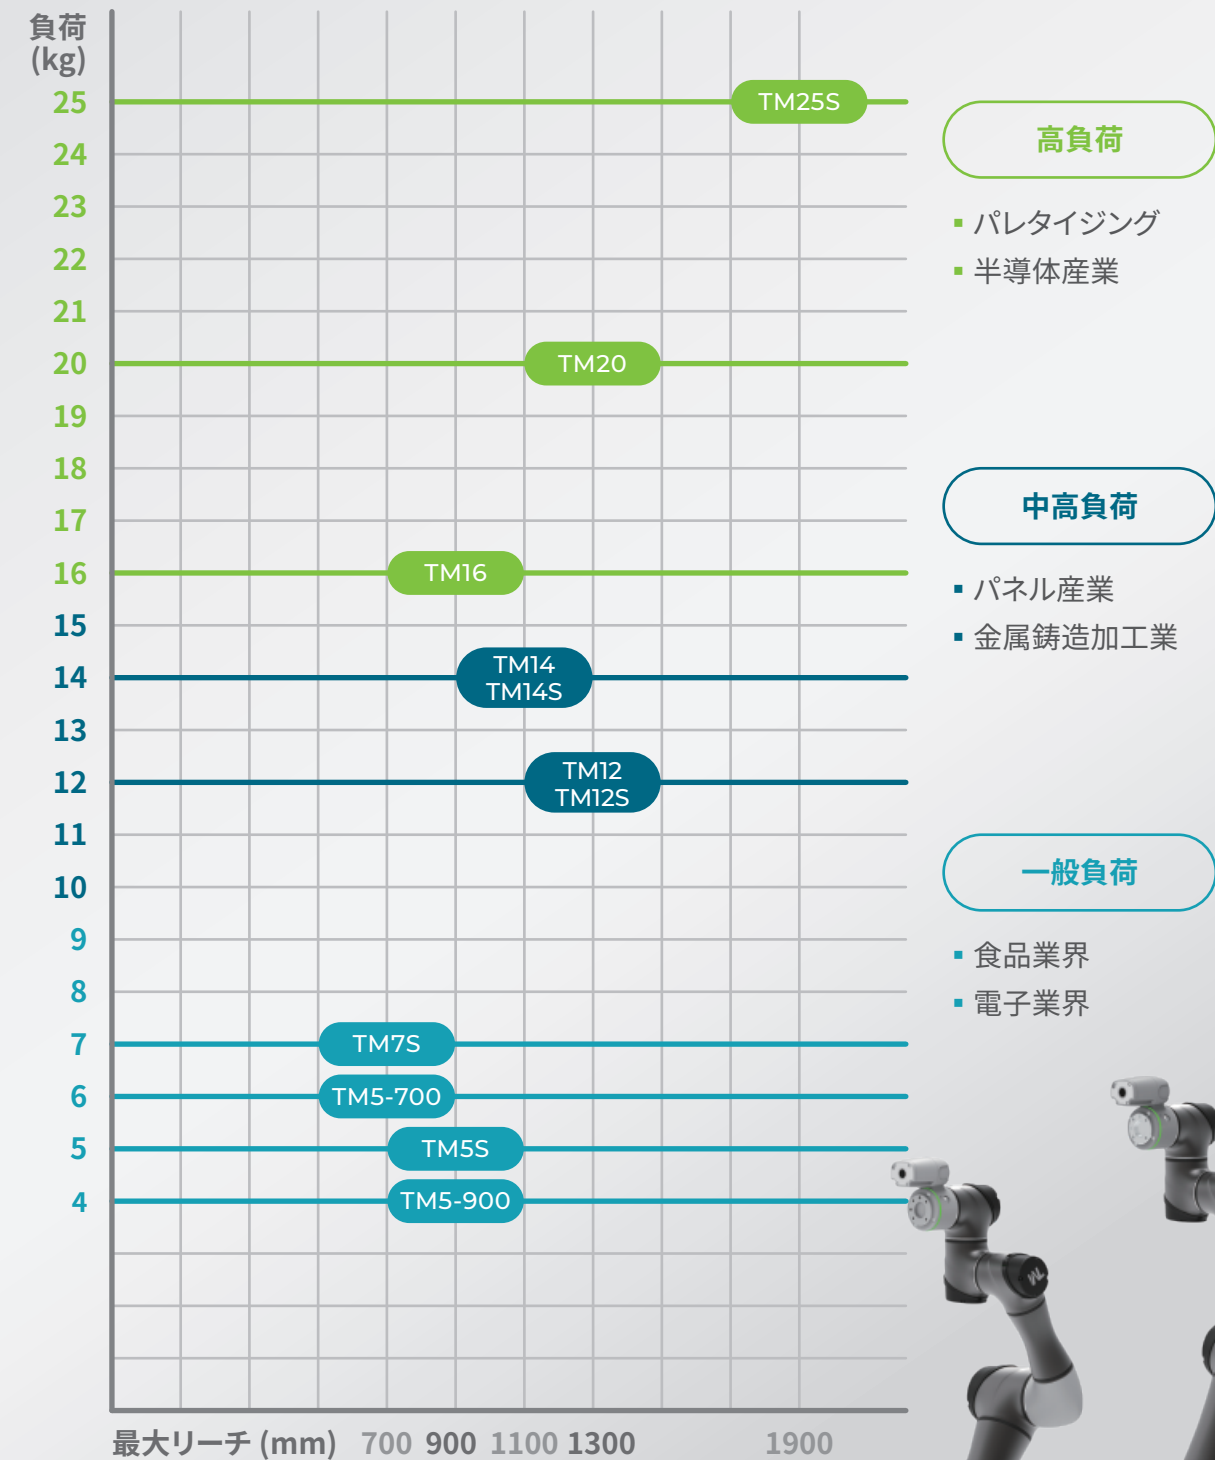 負荷
(kg)
25
24
23
22
21
20
19
18
17
16
15
14
13
12
11
10
9
8
7
6
5
4
TM25S
TM20
TM16
TM14
TM14S
TM12
TM12S
TM7S
TM5-700
TM5S
TM5-900
最大リーチ (mm) 700 900 1100 1300 1900
高負荷
▪ パレタイジング
▪ 半導体産業
中高負荷
▪ パネル産業
▪ 金属鋳造加工業
一般負荷
▪ 食品業界
▪ 電子業界
TM